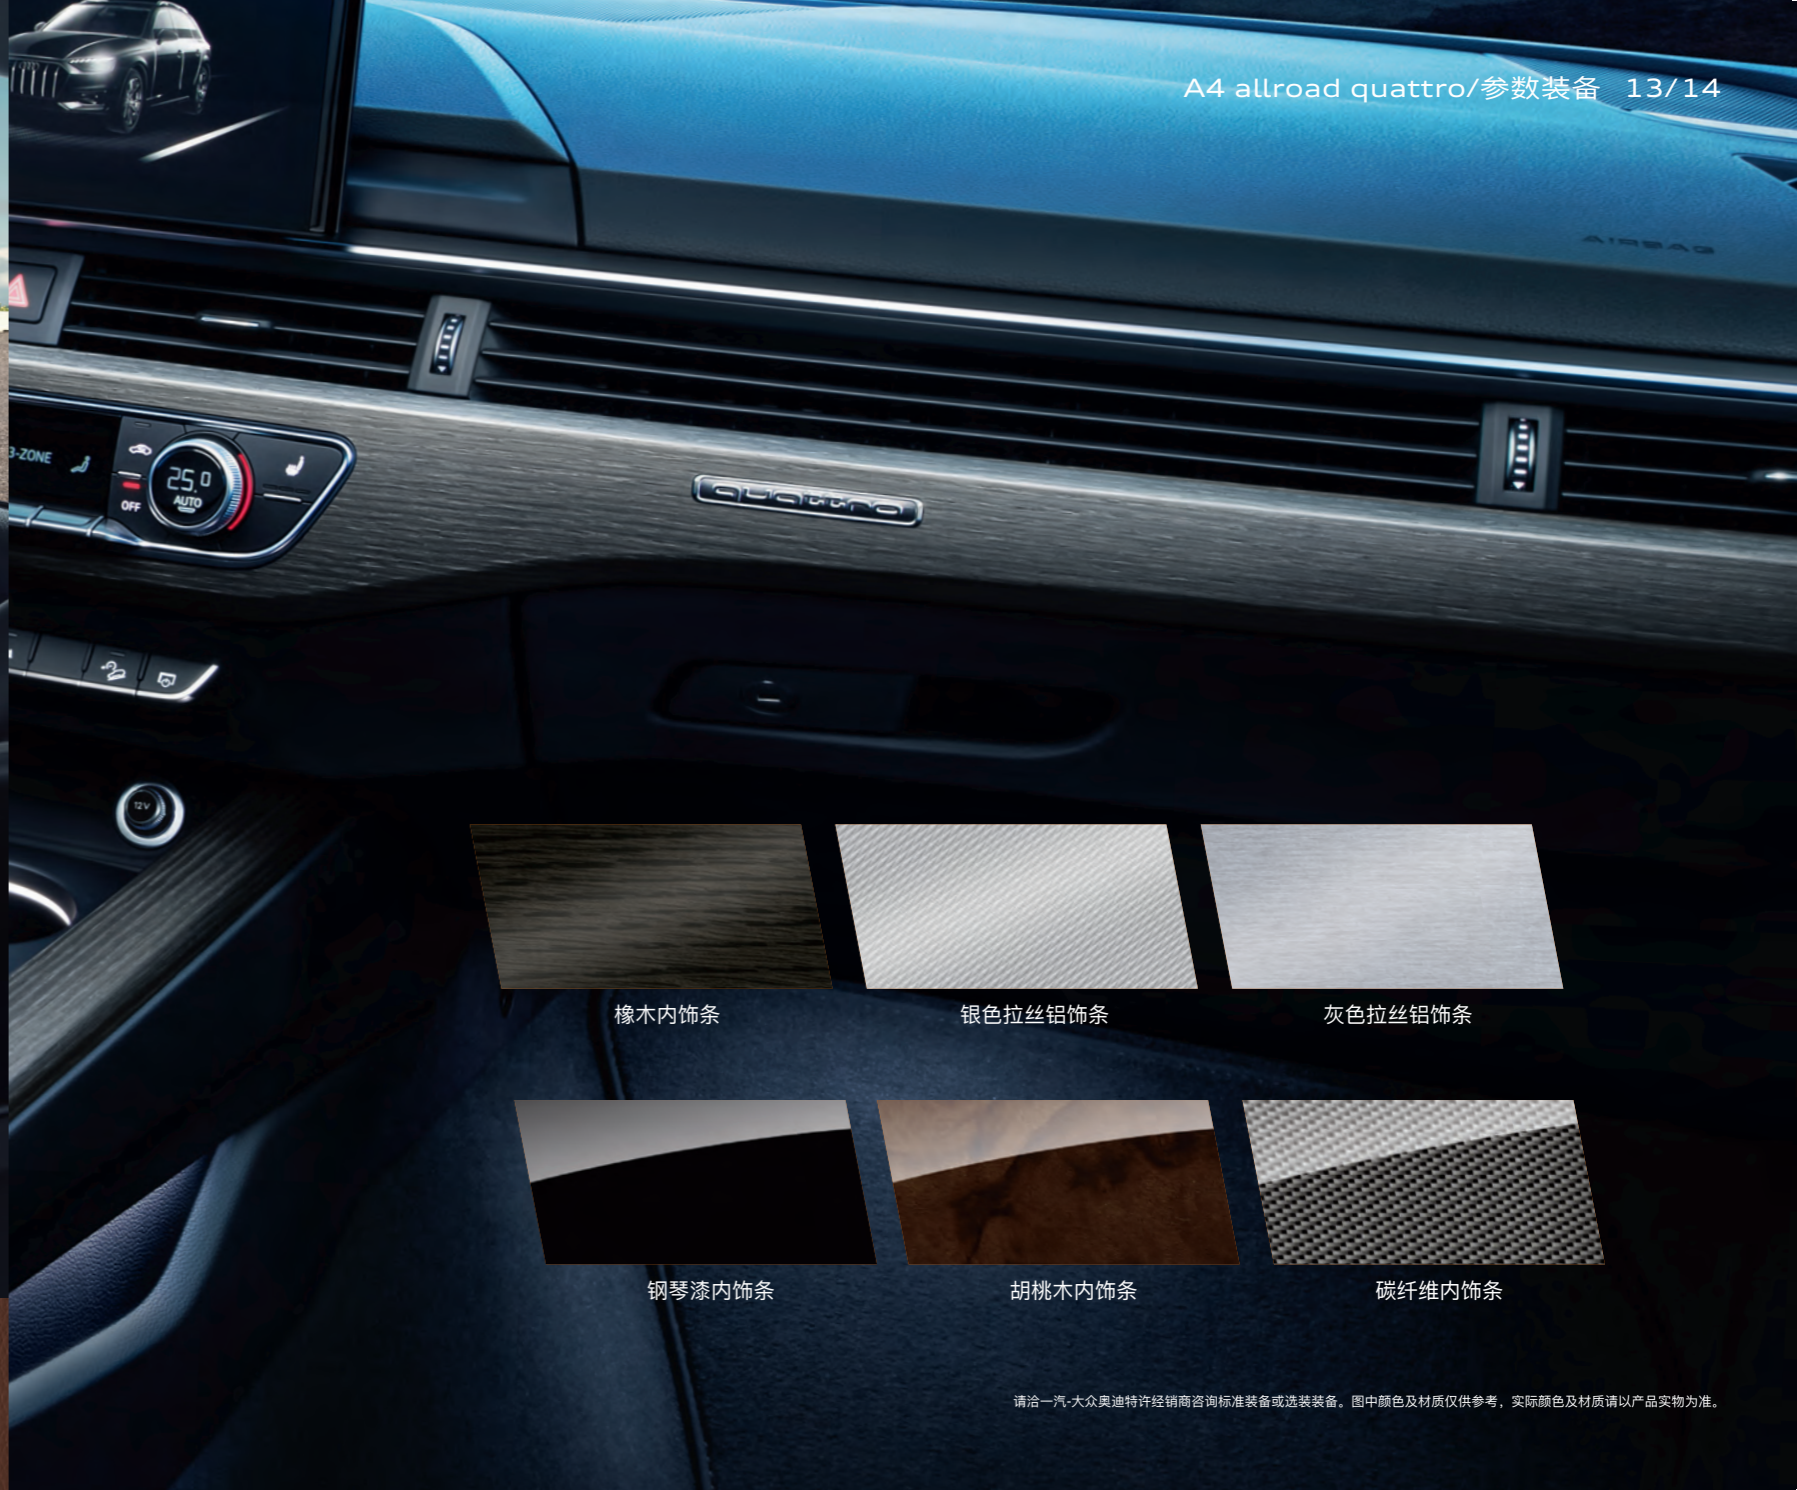 A4 allroad quattro/参数装备 13/14
AIRBAG
3-ZONE
25.0
AUTO
OFF
quattro
12V
橡木内饰条
银色拉丝铝饰条
灰色拉丝铝饰条
钢琴漆内饰条
胡桃木内饰条
碳纤维内饰条
请洽一汽-大众奥迪特许经销商咨询标准装备或选装装备。图中颜色及材质仅供参考，实际颜色及材质请以产品实物为准。